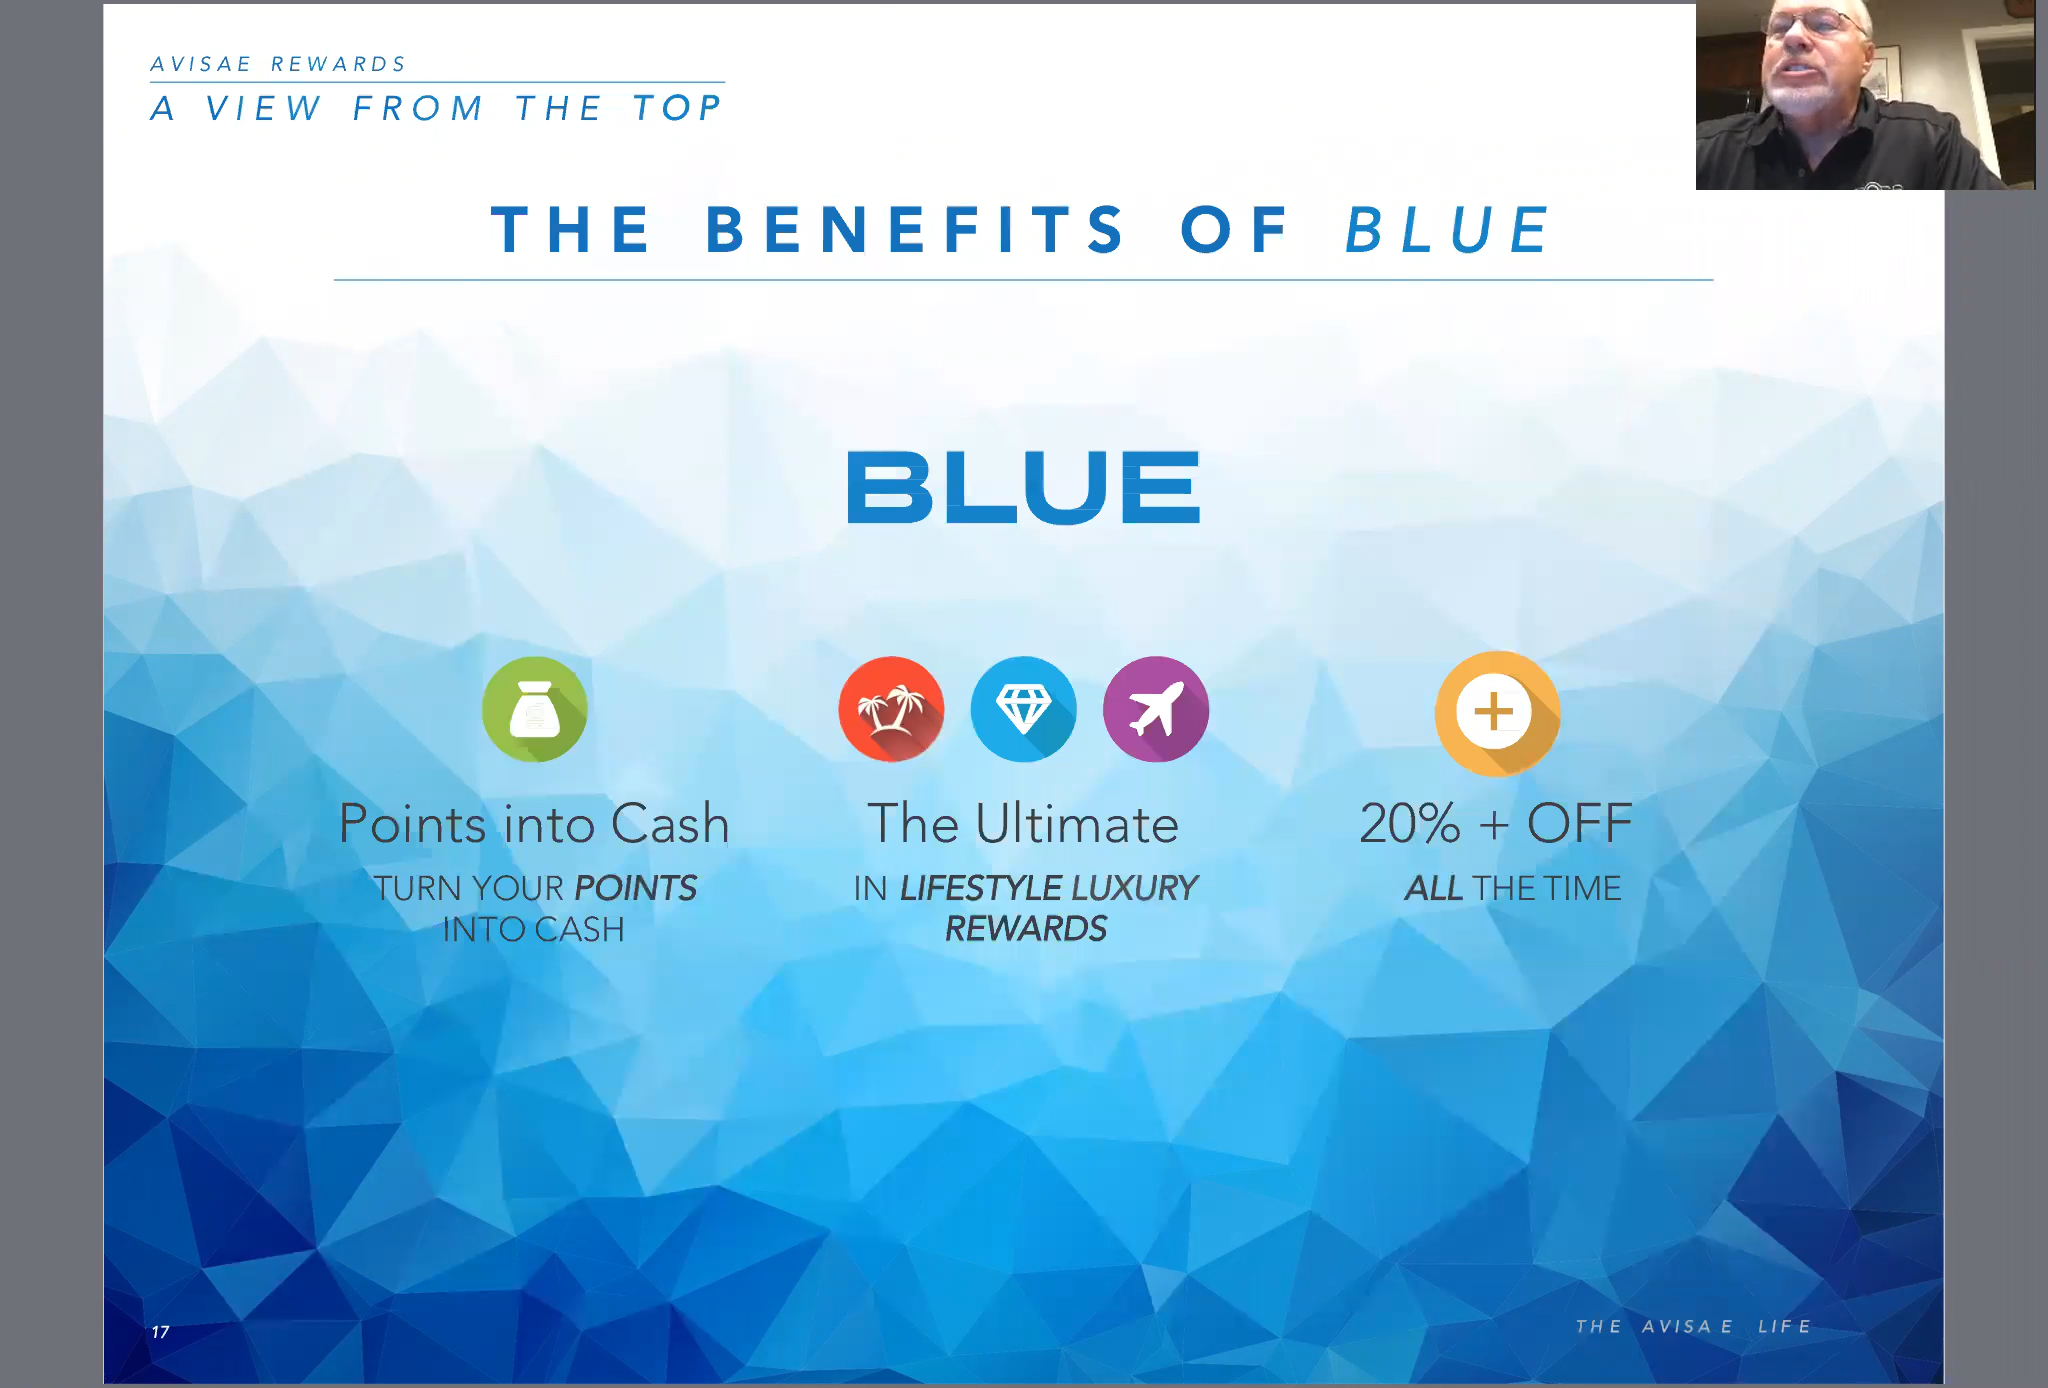 AVISAE REWARDS
A VIEW FROM THE TOP
THE BENEFITS OF BLUE
BLUE
Points into Cash
TURN YOUR POINTS
INTO CASH
The Ultimate
IN LIFESTYLE LUXURY
REWARDS
20% + OFF
ALL THE TIME
17
THE AVISAE LIFE